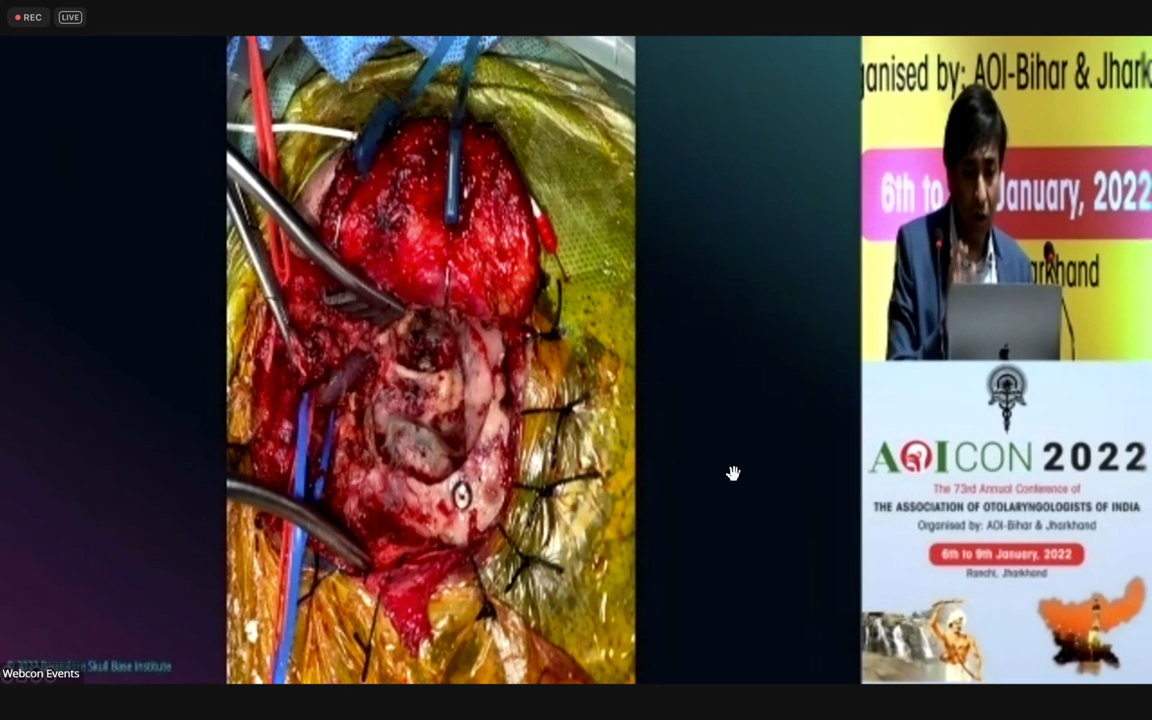 REC
LIVE
ganised by: AOI-Bihar & Jhark
6th to January, 2022
arkhand
AOICON 2022
The 73rd Annual Conference of
THE ASSOCIATION OF OTOLARYNGOLOGISTS OF INDIA
Organised by: AOI-Bihar & Jharkhand
6th to 9th January, 2022
Ranchi, Jharkhand
Skull Base Institute
Webcon Events